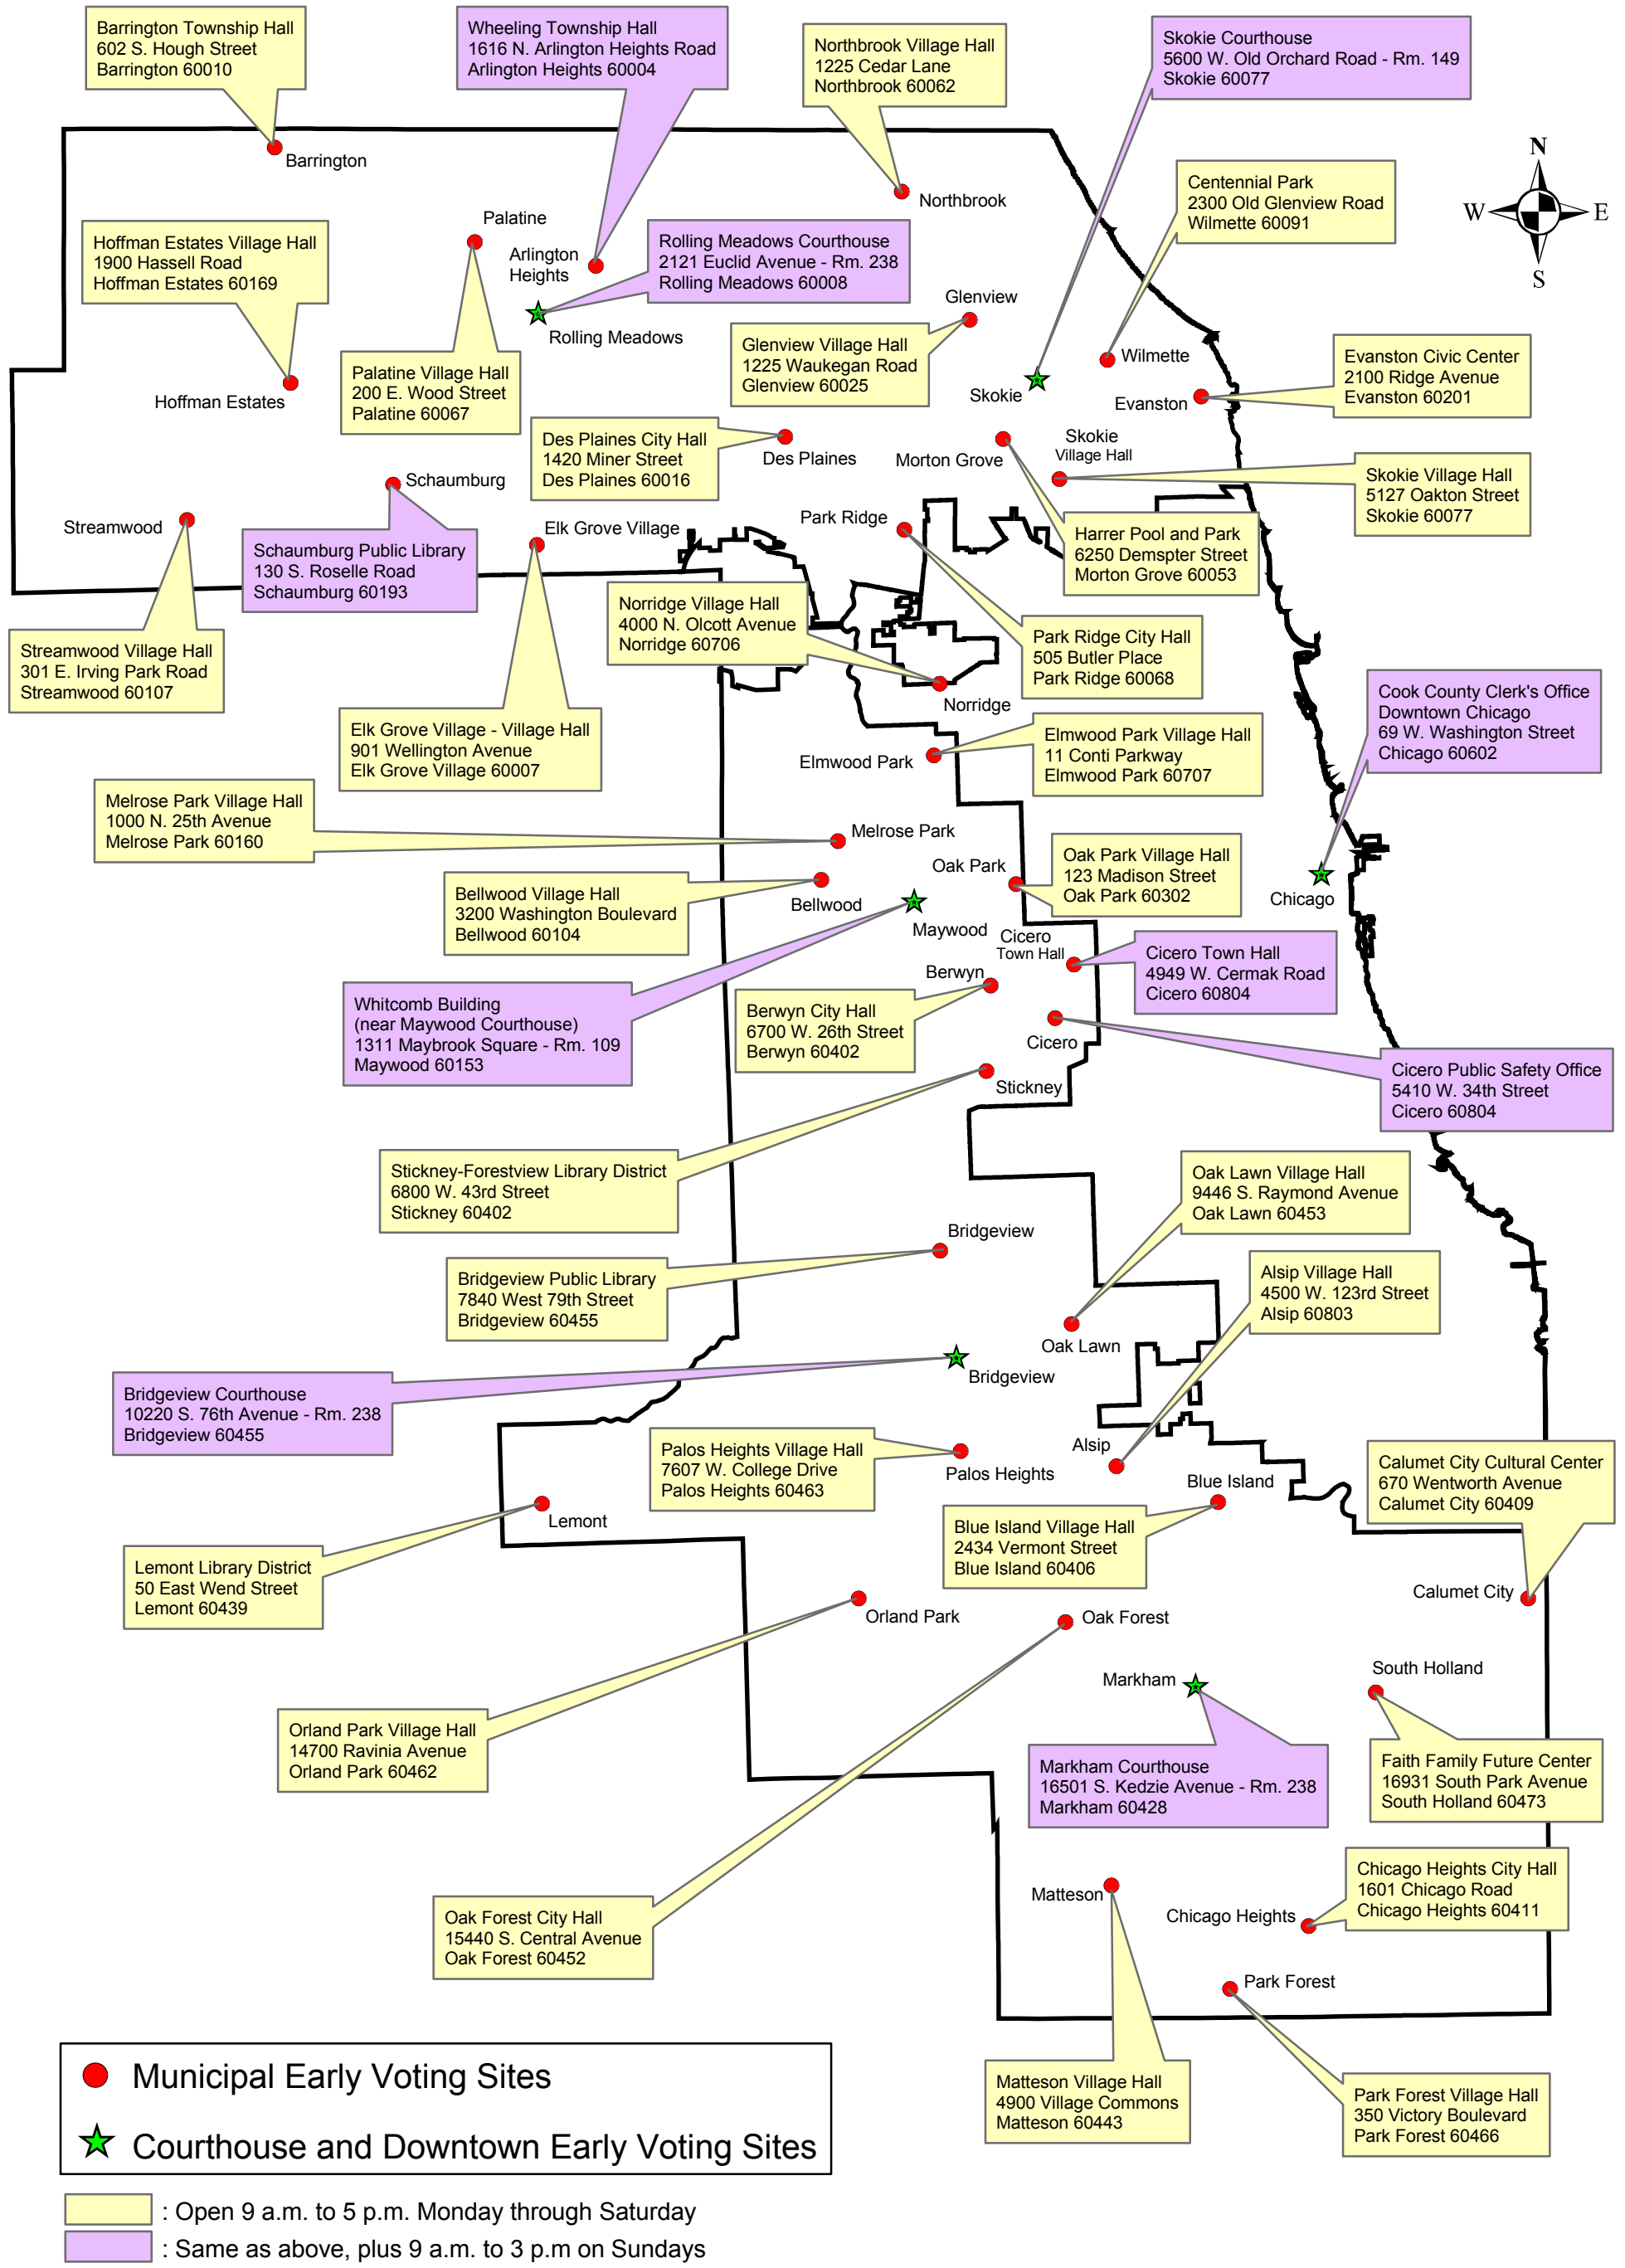 Barrington Township Hall
602 S. Hough Street
Barrington 60010
Wheeling Township Hall
1616 N. Arlington Heights Road
Arlington Heights 60004
Northbrook Village Hall
1225 Cedar Lane
Northbrook 60062
Skokie Courthouse
5600 W. Old Orchard Road - Rm. 149
Skokie 60077
N
W
E
S
Barrington
Northbrook
Centennial Park
2300 Old Glenview Road
Wilmette 60091
Palatine
Arlington
Heights
Hoffman Estates Village Hall
1900 Hassell Road
Hoffman Estates 60169
Rolling Meadows Courthouse
2121 Euclid Avenue - Rm. 238
Rolling Meadows 60008
Rolling Meadows
Glenview
Glenview Village Hall
1225 Waukegan Road
Glenview 60025
Wilmette
Evanston Civic Center
2100 Ridge Avenue
Evanston 60201
Palatine Village Hall
200 E. Wood Street
Palatine 60067
Hoffman Estates
Skokie
Evanston
Des Plaines City Hall
1420 Miner Street
Des Plaines 60016
Des Plaines
Morton Grove
Skokie
Village Hall
Skokie Village Hall
5127 Oakton Street
Skokie 60077
Schaumburg
Streamwood
Schaumburg Public Library
130 S. Roselle Road
Schaumburg 60193
Elk Grove Village
Park Ridge
Harrer Pool and Park
6250 Demspter Street
Morton Grove 60053
Norridge Village Hall
4000 N. Olcott Avenue
Norridge 60706
Park Ridge City Hall
505 Butler Place
Park Ridge 60068
Streamwood Village Hall
301 E. Irving Park Road
Streamwood 60107
Norridge
Cook County Clerk's Office
Downtown Chicago
69 W. Washington Street
Chicago 60602
Elk Grove Village - Village Hall
901 Wellington Avenue
Elk Grove Village 60007
Elmwood Park
Elmwood Park Village Hall
11 Conti Parkway
Elmwood Park 60707
Melrose Park Village Hall
1000 N. 25th Avenue
Melrose Park 60160
Melrose Park
Oak Park
Oak Park Village Hall
123 Madison Street
Oak Park 60302
Chicago
Bellwood Village Hall
3200 Washington Boulevard
Bellwood 60104
Bellwood
Maywood
Cicero
Town Hall
Cicero Town Hall
4949 W. Cermak Road
Cicero 60804
Berwyn
Whitcomb Building
(near Maywood Courthouse)
1311 Maybrook Square - Rm. 109
Maywood 60153
Berwyn City Hall
6700 W. 26th Street
Berwyn 60402
Cicero
Cicero Public Safety Office
5410 W. 34th Street
Cicero 60804
Stickney
Stickney-Forestview Library District
6800 W. 43rd Street
Stickney 60402
Oak Lawn Village Hall
9446 S. Raymond Avenue
Oak Lawn 60453
Bridgeview
Bridgeview Public Library
7840 West 79th Street
Bridgeview 60455
Alsip Village Hall
4500 W. 123rd Street
Alsip 60803
Oak Lawn
Bridgeview
Bridgeview Courthouse
10220 S. 76th Avenue - Rm. 238
Bridgeview 60455
Palos Heights Village Hall
7607 W. College Drive
Palos Heights 60463
Palos Heights
Alsip
Blue Island
Calumet City Cultural Center
670 Wentworth Avenue
Calumet City 60409
Lemont
Blue Island Village Hall
2434 Vermont Street
Blue Island 60406
Lemont Library District
50 East Wend Street
Lemont 60439
Calumet City
Orland Park
Oak Forest
Markham
South Holland
Orland Park Village Hall
14700 Ravinia Avenue
Orland Park 60462
Markham Courthouse
16501 S. Kedzie Avenue - Rm. 238
Markham 60428
Faith Family Future Center
16931 South Park Avenue
South Holland 60473
Matteson
Chicago Heights
Chicago Heights City Hall
1601 Chicago Road
Chicago Heights 60411
Oak Forest City Hall
15440 S. Central Avenue
Oak Forest 60452
Park Forest
Matteson Village Hall
4900 Village Commons
Matteson 60443
Park Forest Village Hall
350 Victory Boulevard
Park Forest 60466
Municipal Early Voting Sites
Courthouse and Downtown Early Voting Sites
: Open 9 a.m. to 5 p.m. Monday through Saturday
: Same as above, plus 9 a.m. to 3 p.m on Sundays